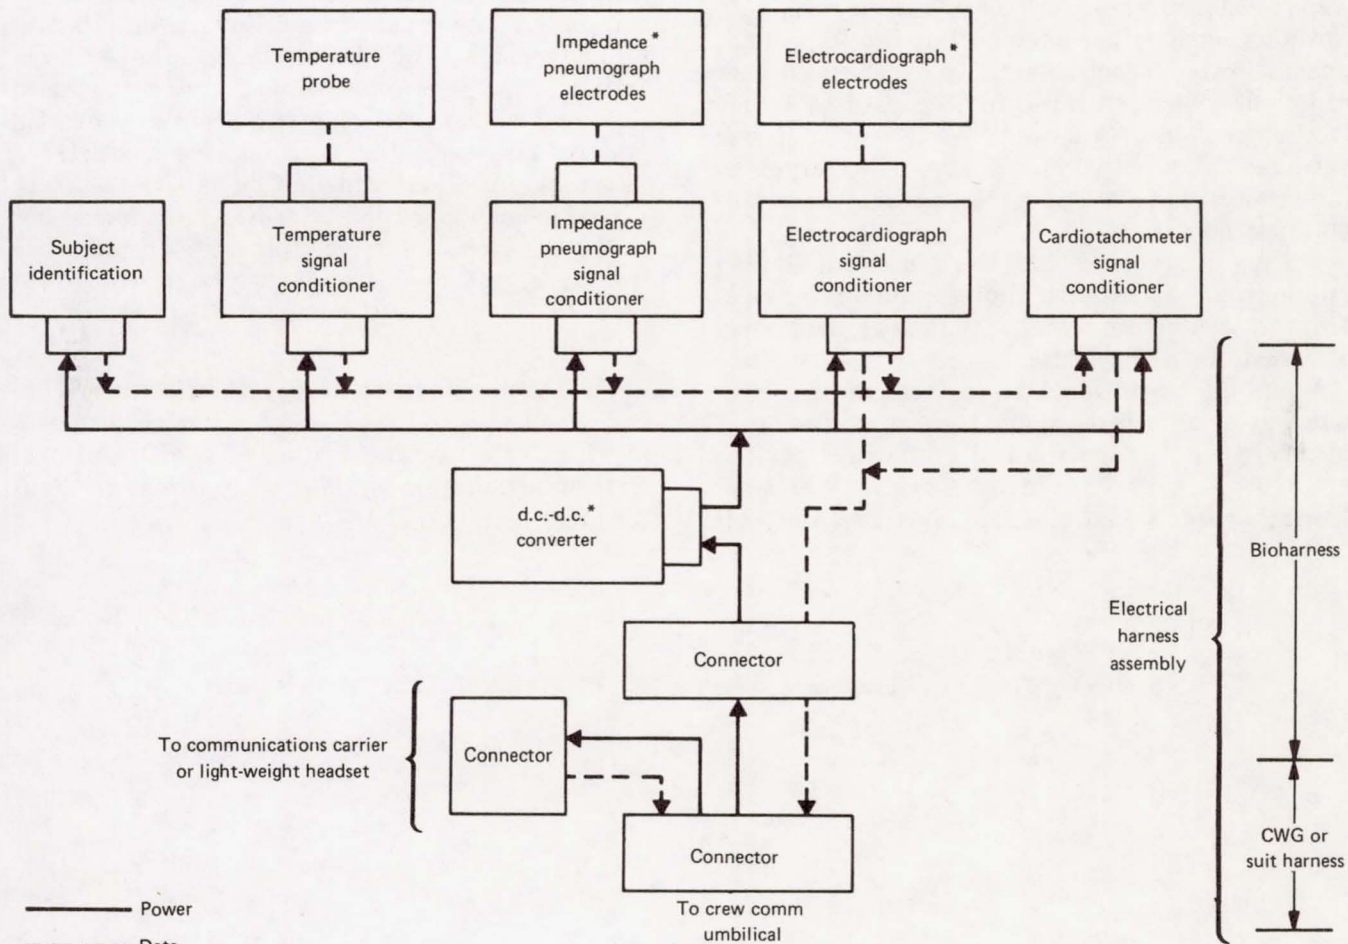 Temperature
probe
Impedance*
pneumograph
electrodes
Electrocardiograph*
electrodes
Subject
identification
Temperature
signal
conditioner
Impedance
pneumograph
signal
conditioner
Electrocardiograph
signal
conditioner
Cardiotachometer
signal
conditioner
d.c.-d.c.*
converter
Connector
Bioharness
Electrical
harness
assembly
To communications carrier
or light-weight headset
Connector
Connector
CWG or
suit harness
Power
To crew comm
umbilical
Data